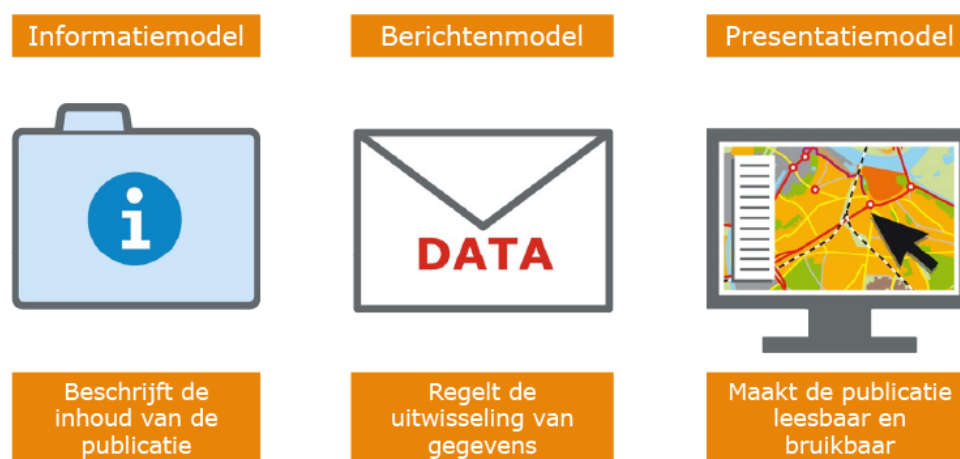 Informatiemodel
Berichtenmodel
Presentatiemodel
i
DATA
Beschrijft de
inhoud van de
publicatie
Regelt de
uitwisseling van
gegevens
Maakt de publicatie
leesbaar en
bruikbaar